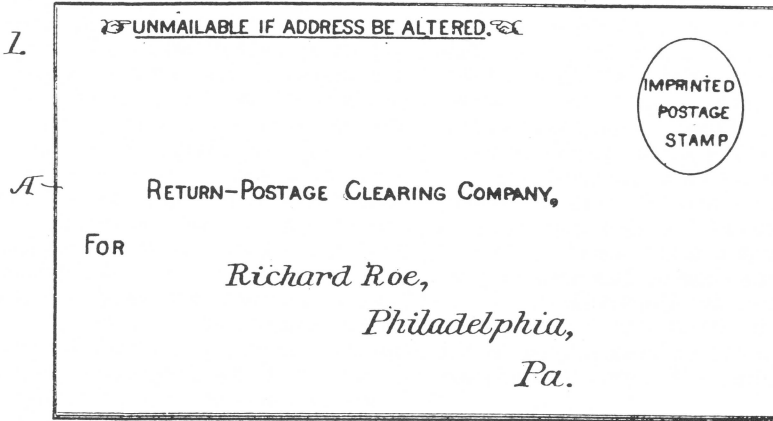 1.
☞UNMAILABLE IF ADDRESS BE ALTERED.☜
IMPRINTED
POSTAGE
STAMP
A
RETURN-POSTAGE CLEARING COMPANY,
FOR
Richard Roe,
Philadelphia,
Pa.